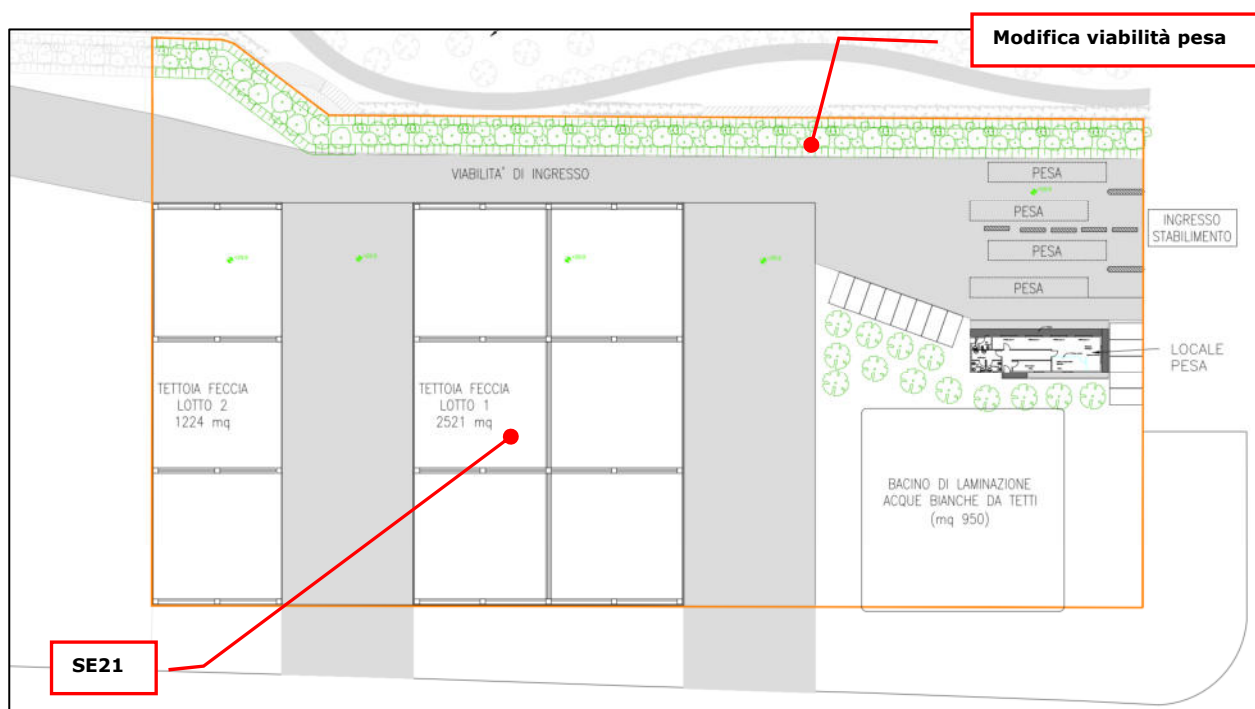 Modifica viabilità pesa
VIABILITA' DI INGRESSO
PESA
PESA
PESA
PESA
INGRESSO
STABILIMENTO
LOCALE
PESA
TETTOIA FECCIA
LOTTO 2
1224 mq
TETTOIA FECCIA
LOTTO 1
2521 mq
BACINO DI LAMINAZIONE
ACQUE BIANCHE DA TETTI
(mq 950)
SE21